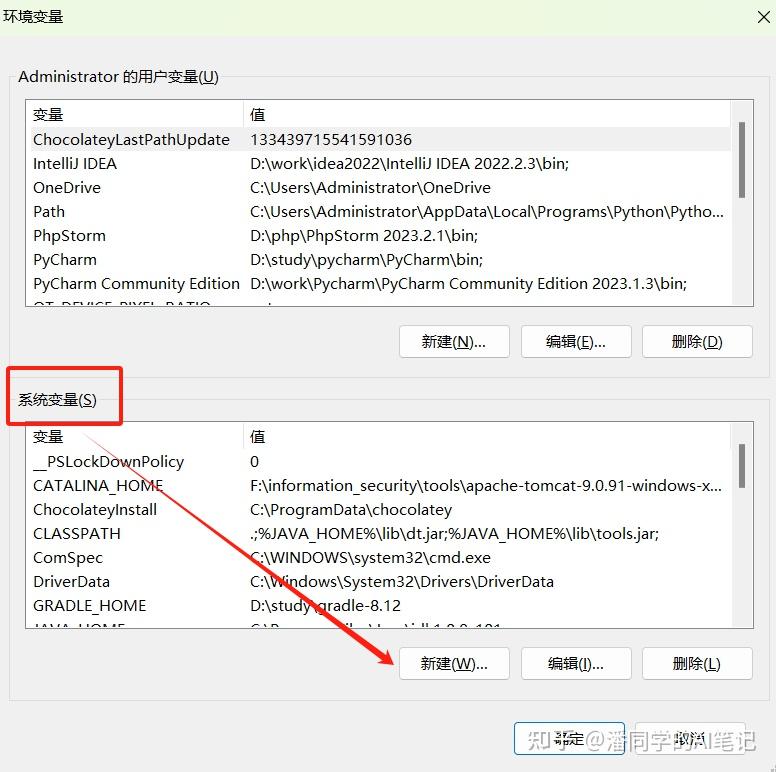 环境变量
Administrator 的用户变量(U)
变量 值
ChocolateyLastPathUpdate 133439715541591036
IntelliJ IDEA D:\work\idea2022\IntelliJ IDEA 2022.2.3\bin;
OneDrive C:\Users\Administrator\OneDrive
Path C:\Users\Administrator\AppData\Local\Programs\Python\Pytho...
PhpStorm D:\php\PhpStorm 2023.2.1\bin;
PyCharm D:\study\pycharm\PyCharm\bin;
PyCharm Community Edition D:\work\Pycharm\PyCharm Community Edition 2023.1.3\bin;
QT_DEVICE_PIXEL_RATIO
新建(N)... 编辑(E)... 删除(D)
系统变量(S)
变量 值
__PSLockDownPolicy 0
CATALINA_HOME F:\information_security\tools\apache-tomcat-9.0.91-windows-x...
ChocolateyInstall C:\ProgramData\chocolatey
CLASSPATH .;%JAVA_HOME%\lib\dt.jar;%JAVA_HOME%\lib\tools.jar;
ComSpec C:\WINDOWS\system32\cmd.exe
DriverData C:\Windows\System32\Drivers\DriverData
GRADLE_HOME D:\study\gradle-8.12
JAVA_HOME
新建(W)... 编辑(I)... 删除(L)
确定 取消
知乎 @潘同学的AI笔记